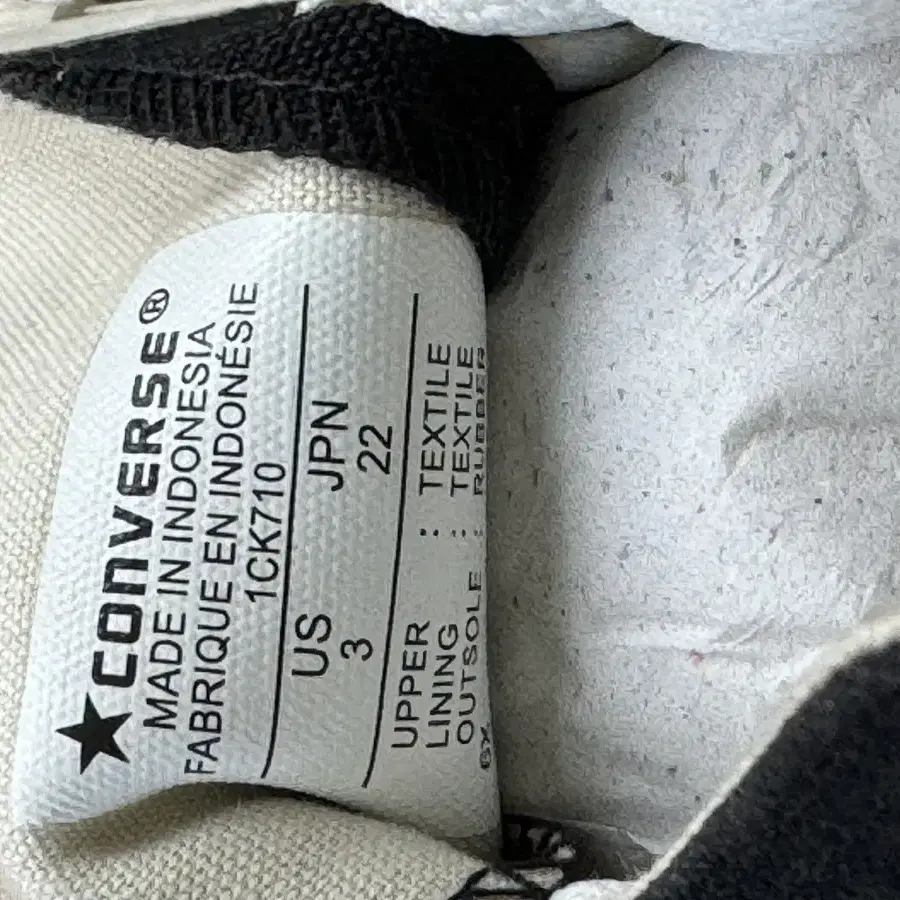 ★CONVERSE®
MADE IN INDONESIA
FABRIQUE EN INDONÉSIE
1CK710
US JPN
3 22
UPPER : TEXTILE
LINING : TEXTILE
OUTSOLE : RUBBER